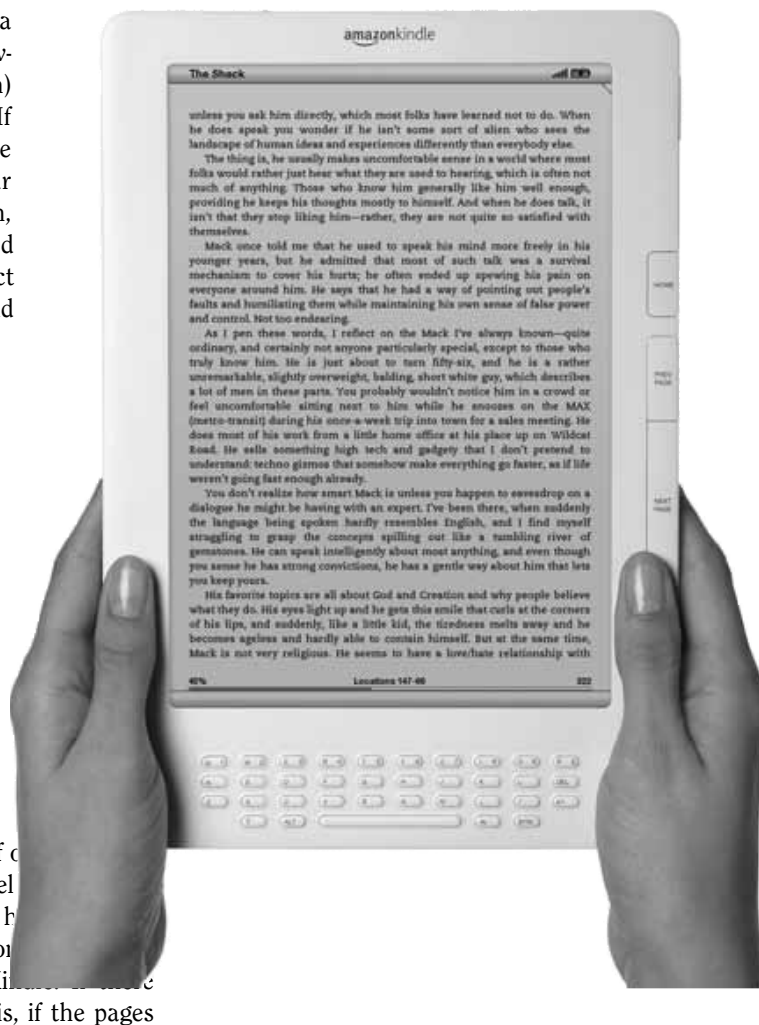 a
v-
n)
If
e
ur
n,
d
ct
d
amazonkindle
The Shack
unless you ask him directly, which most folks have learned not to do. When
he does speak you wonder if he isn't some sort of alien who sees the
landscape of human ideas and experiences differently than everybody else.
The thing is, he usually makes uncomfortable sense in a world where most
folks would rather just hear what they are used to hearing, which is often not
much of anything. Those who know him generally like him well enough,
providing he keeps his thoughts mostly to himself. And when he does talk, it
isn't that they stop liking him—rather, they are not quite so satisfied with
themselves.
Mack once told me that he used to speak his mind more freely in his
younger years, but he admitted that most of such talk was a survival
mechanism to cover his hurts; he often ended up spewing his pain on
everyone around him. He says that he had a way of pointing out people's
faults and humiliating them while maintaining his own sense of false power
and control. Not too endearing.
As I pen these words, I reflect on the Mack I've always known—quite
ordinary, and certainly not anyone particularly special, except to those who
truly know him. He is just about to turn fifty-six, and he is a rather
unremarkable, slightly overweight, balding, short white guy, which describes
a lot of men in these parts. You probably wouldn't notice him in a crowd or
feel uncomfortable sitting next to him while he snoozes on the MAX
(metro-transit) during his once-a-week trip into town for a sales meeting. He
does most of his work from a little home office at his place up on Wildcat
Road. He sells something high tech and gadgety that I don't pretend to
understand: techno gizmos that somehow make everything go faster, as if life
weren't going fast enough already.
You don't realize how smart Mack is unless you happen to eavesdrop on a
dialogue he might be having with an expert. I've been there, when suddenly
the language being spoken hardly resembles English, and I find myself
struggling to grasp the concepts spilling out like a tumbling river of
gemstones. He can speak intelligently about most anything, and even though
you sense he has strong convictions, he has a gentle way about him that lets
you keep yours.
His favorite topics are all about God and Creation and why people believe
what they do. His eyes light up and he gets this smile that curls at the corners
of his lips, and suddenly, like a little kid, the tiredness melts away and he
becomes ageless and hardly able to contain himself. But at the same time,
Mack is not very religious. He seems to have a love/hate relationship with
40% Locations 147-66 322
HOME
PREV
PAGE
NEXT
PAGE
is, if the pages